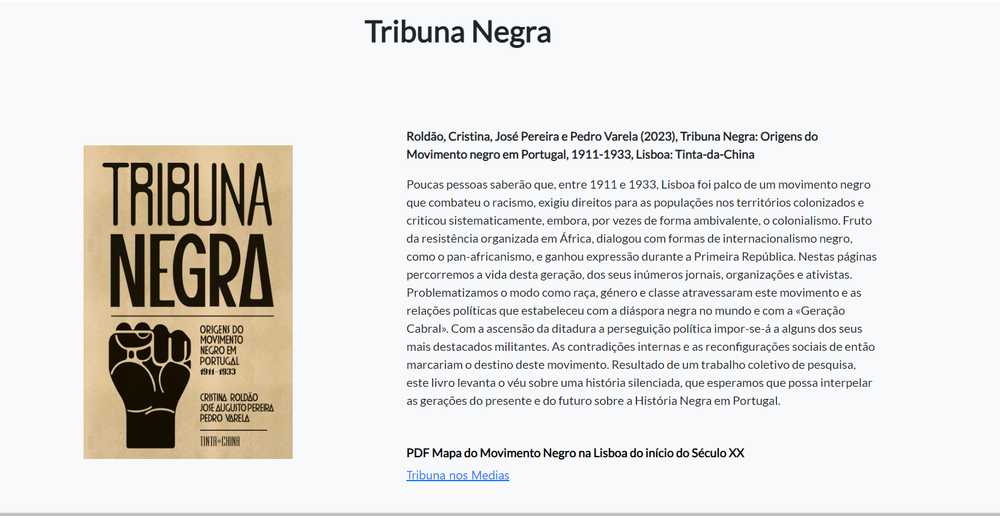 Tribuna Negra
TRIBUNA
NEGRA
ORIGENS DO
MOVIMENTO
NEGRO EM
PORTUGAL
1911-1933
CRISTINA ROLDÃO
JOSÉ AUGUSTO PEREIRA
PEDRO VARELA
TINTA DA CHINA
Roldão, Cristina, José Pereira e Pedro Varela (2023), Tribuna Negra: Origens do
Movimento negro em Portugal, 1911-1933, Lisboa: Tinta-da-China
Poucas pessoas saberão que, entre 1911 e 1933, Lisboa foi palco de um movimento negro
que combateu o racismo, exigiu direitos para as populações nos territórios colonizados e
criticou sistematicamente, embora, por vezes de forma ambivalente, o colonialismo. Fruto
da resistência organizada em África, dialogou com formas de internacionalismo negro,
como o pan-africanismo, e ganhou expressão durante a Primeira República. Nestas páginas
percorremos a vida desta geração, dos seus inúmeros jornais, organizações e ativistas.
Problematizamos o modo como raça, género e classe atravessaram este movimento e as
relações políticas que estabeleceu com a diáspora negra no mundo e com a «Geração
Cabral». Com a ascensão da ditadura a perseguição política impor-se-á a alguns dos seus
mais destacados militantes. As contradições internas e as reconfigurações sociais de então
marcariam o destino deste movimento. Resultado de um trabalho coletivo de pesquisa,
este livro levanta o véu sobre uma história silenciada, que esperamos que possa interpelar
as gerações do presente e do futuro sobre a História Negra em Portugal.
PDF Mapa do Movimento Negro na Lisboa do início do Século XX
Tribuna nos Medias